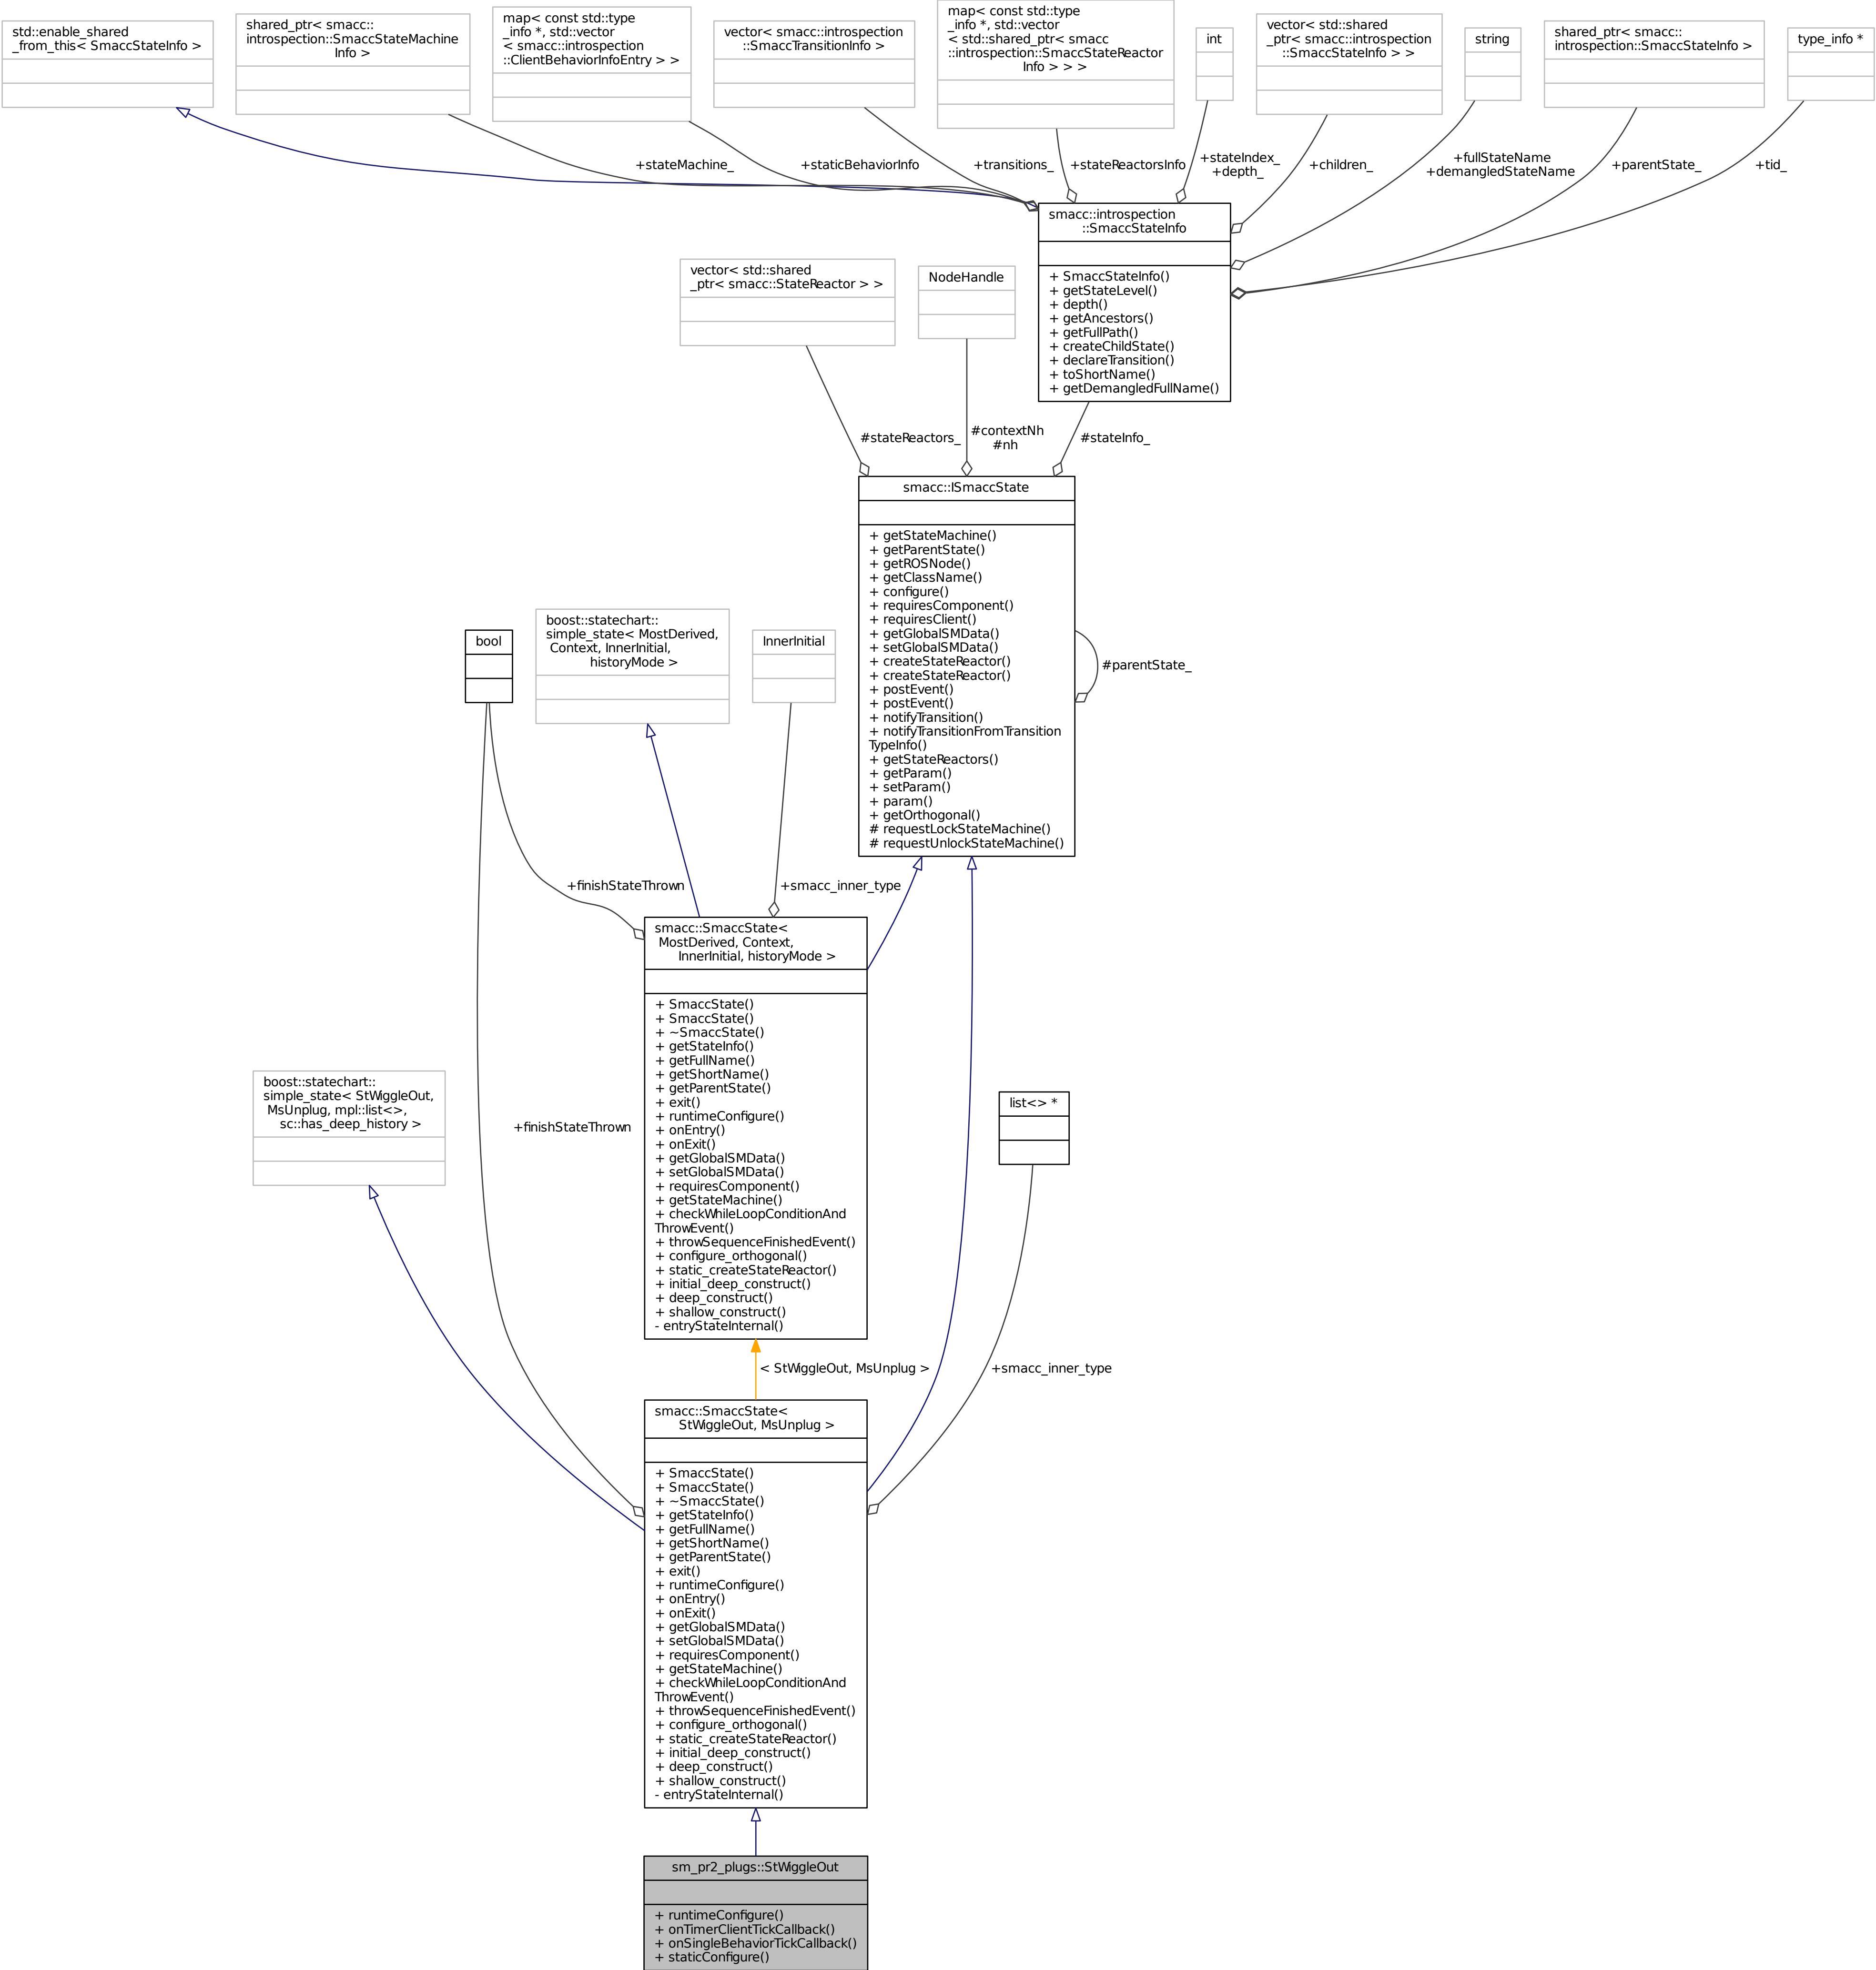 std::enable_shared
_from_this< SmaccStateInfo >
shared_ptr< smacc::
introspection::SmaccStateMachine
Info >
map< const std::type
_info *, std::vector
< smacc::introspection
::ClientBehaviorInfoEntry > >
vector< smacc::introspection
::SmaccTransitionInfo >
map< const std::type
_info *, std::vector
< std::shared_ptr< smacc
::introspection::SmaccStateReactor
Info > > >
int
vector< std::shared
_ptr< smacc::introspection
::SmaccStateInfo > >
string
shared_ptr< smacc::
introspection::SmaccStateInfo >
type_info *
+stateMachine_
+staticBehaviorInfo
+transitions_
+stateReactorsInfo
+stateIndex_
+depth_
+children_
+fullStateName
+demangledStateName
+parentState_
+tid_
smacc::introspection
::SmaccStateInfo
+ SmaccStateInfo()
+ getStateLevel()
+ depth()
+ getAncestors()
+ getFullPath()
+ createChildState()
+ declareTransition()
+ toShortName()
+ getDemangledFullName()
vector< std::shared
_ptr< smacc::StateReactor > >
NodeHandle
#stateReactors_
#contextNh
#nh
#stateInfo_
smacc::ISmaccState
+ getStateMachine()
+ getParentState()
+ getROSNode()
+ getClassName()
+ configure()
+ requiresComponent()
+ requiresClient()
+ getGlobalSMData()
+ setGlobalSMData()
+ createStateReactor()
+ createStateReactor()
+ postEvent()
+ postEvent()
+ notifyTransition()
+ notifyTransitionFromTransition
TypeInfo()
+ getStateReactors()
+ getParam()
+ setParam()
+ param()
+ getOrthogonal()
# requestLockStateMachine()
# requestUnlockStateMachine()
#parentState_
bool
boost::statechart::
simple_state< MostDerived,
Context, InnerInitial,
historyMode >
InnerInitial
+finishStateThrown
+smacc_inner_type
smacc::SmaccState<
MostDerived, Context,
InnerInitial, historyMode >
+ SmaccState()
+ SmaccState()
+ ~SmaccState()
+ getStateInfo()
+ getFullName()
+ getShortName()
+ getParentState()
+ exit()
+ runtimeConfigure()
+ onEntry()
+ onExit()
+ getGlobalSMData()
+ setGlobalSMData()
+ requiresComponent()
+ getStateMachine()
+ checkWhileLoopConditionAnd
ThrowEvent()
+ throwSequenceFinishedEvent()
+ configure_orthogonal()
+ static_createStateReactor()
+ initial_deep_construct()
+ deep_construct()
+ shallow_construct()
- entryStateInternal()
boost::statechart::
simple_state< StWiggleOut,
MsUnplug, mpl::list<>,
sc::has_deep_history >
+finishStateThrown
list<> *
< StWiggleOut, MsUnplug >
+smacc_inner_type
smacc::SmaccState<
StWiggleOut, MsUnplug >
+ SmaccState()
+ SmaccState()
+ ~SmaccState()
+ getStateInfo()
+ getFullName()
+ getShortName()
+ getParentState()
+ exit()
+ runtimeConfigure()
+ onEntry()
+ onExit()
+ getGlobalSMData()
+ setGlobalSMData()
+ requiresComponent()
+ getStateMachine()
+ checkWhileLoopConditionAnd
ThrowEvent()
+ throwSequenceFinishedEvent()
+ configure_orthogonal()
+ static_createStateReactor()
+ initial_deep_construct()
+ deep_construct()
+ shallow_construct()
- entryStateInternal()
sm_pr2_plugs::StWiggleOut
+ runtimeConfigure()
+ onTimerClientTickCallback()
+ onSingleBehaviorTickCallback()
+ staticConfigure()